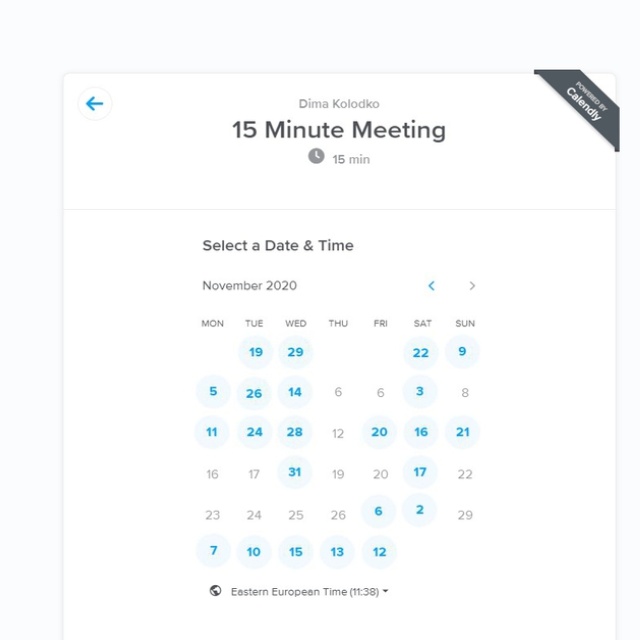 POWERED BY
Calendly
Dima Kolodko
15 Minute Meeting
15 min
Select a Date & Time
November 2020
MON TUE WED THU FRI SAT SUN
19 29 22 9
5 26 14 6 6 3 8
11 24 28 12 20 16 21
16 17 31 19 20 17 22
23 24 25 26 6 2 29
7 10 15 13 12
Eastern European Time (11:38)